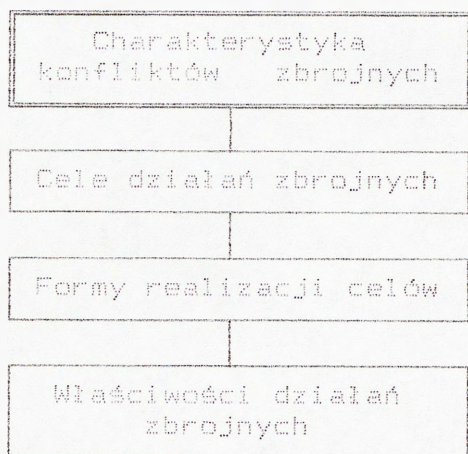 Charakterystyka
konfliktów zbrojnych
Cele działań zbrojnych
Formy realizacji celów
Właściwości działań
zbrojnych